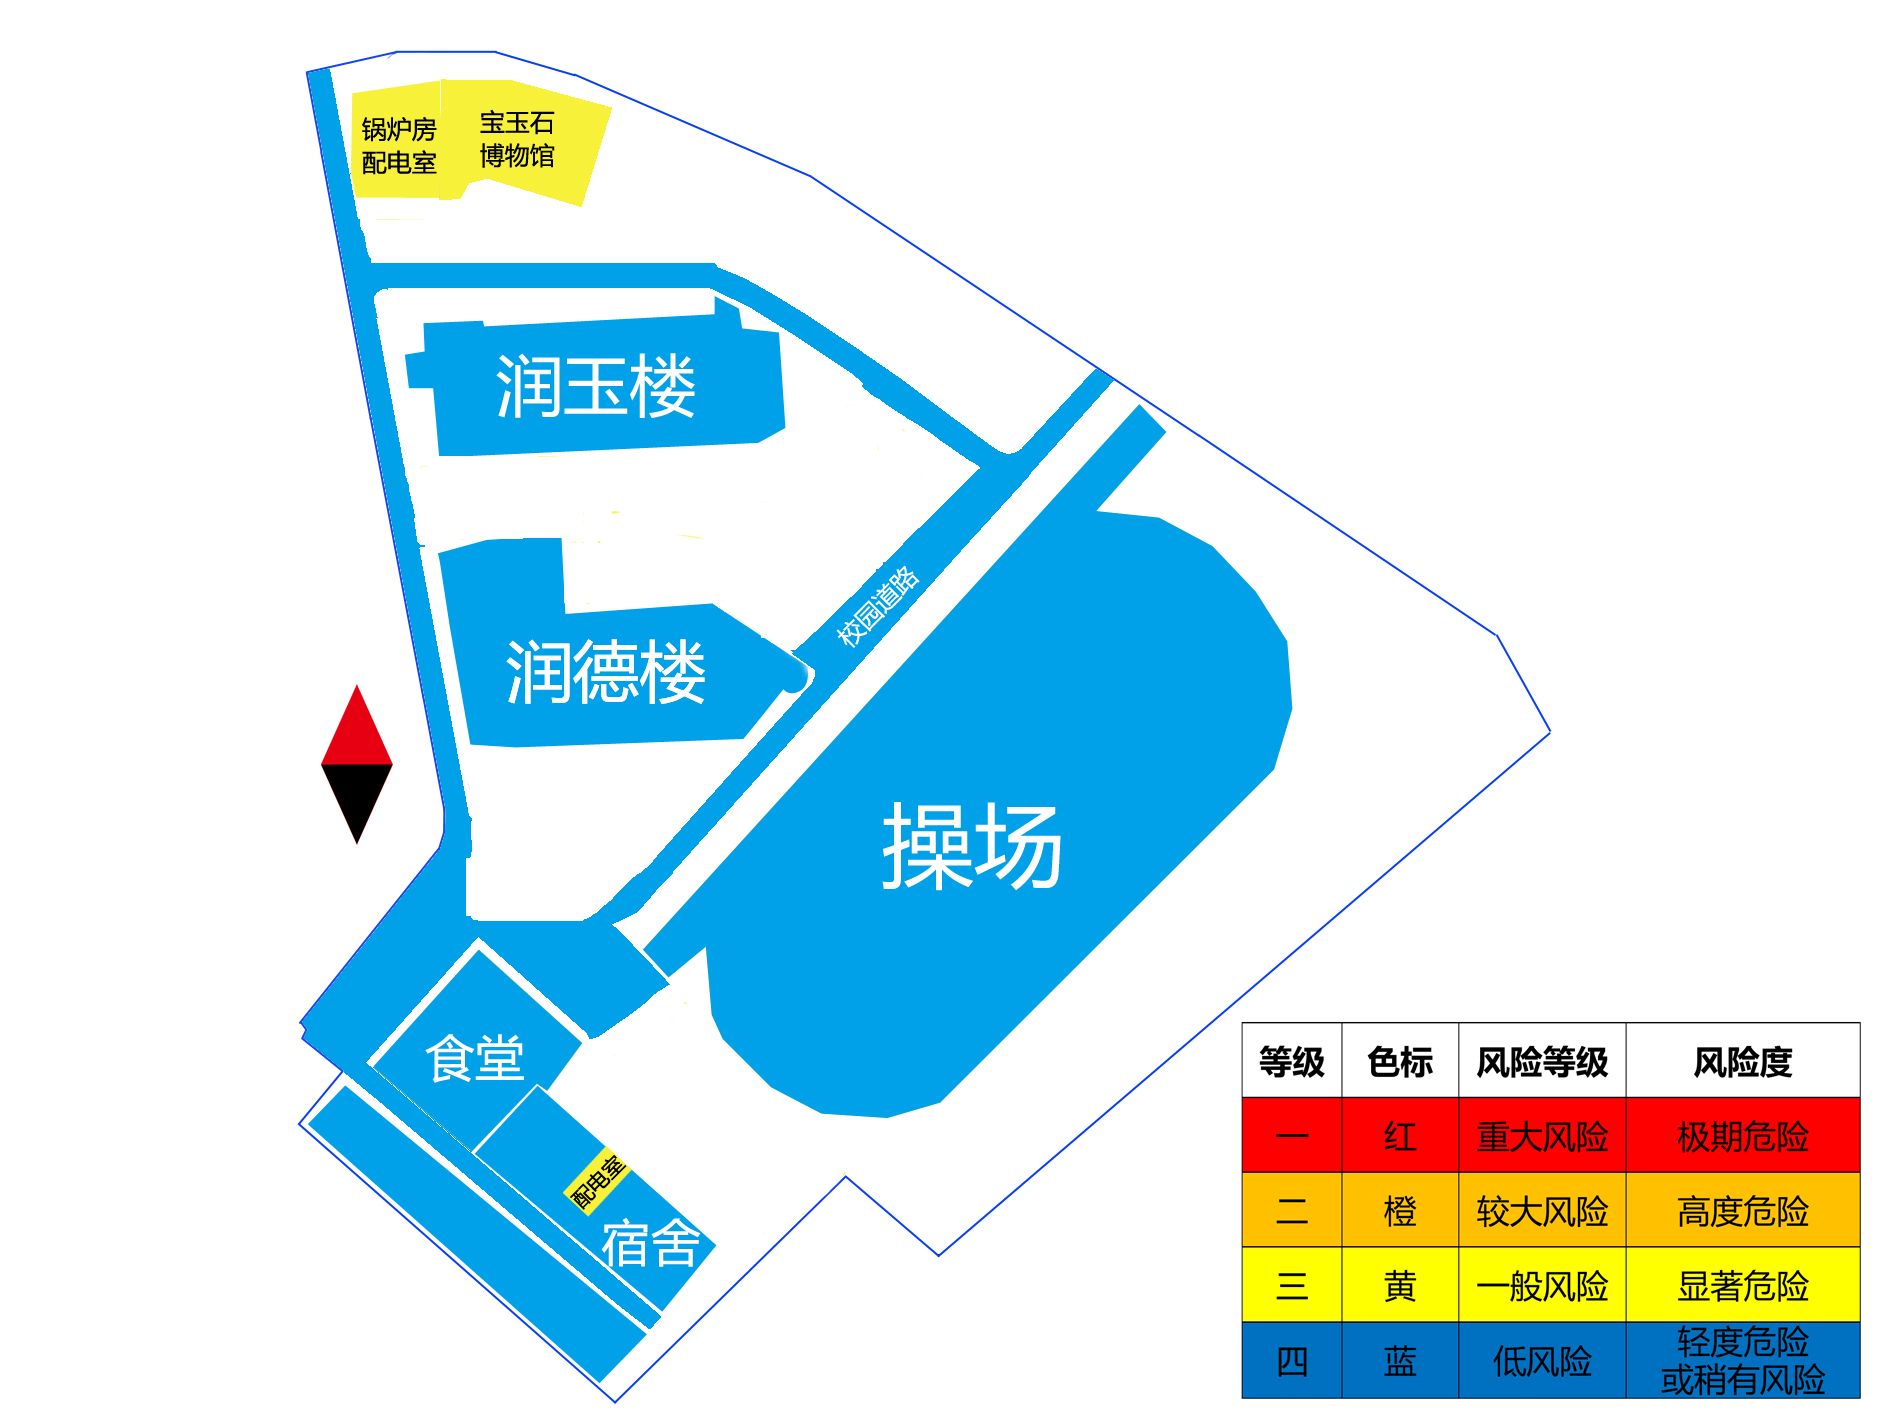 锅炉房
配电室
宝玉石
博物馆
润玉楼
校园道路
润德楼
操场
食堂
配电室
宿舍
等级 色标 风险等级 风险度
一 红 重大风险 极期危险
二 橙 较大风险 高度危险
三 黄 一般风险 显著危险
四 蓝 低风险 轻度危险
或稍有风险